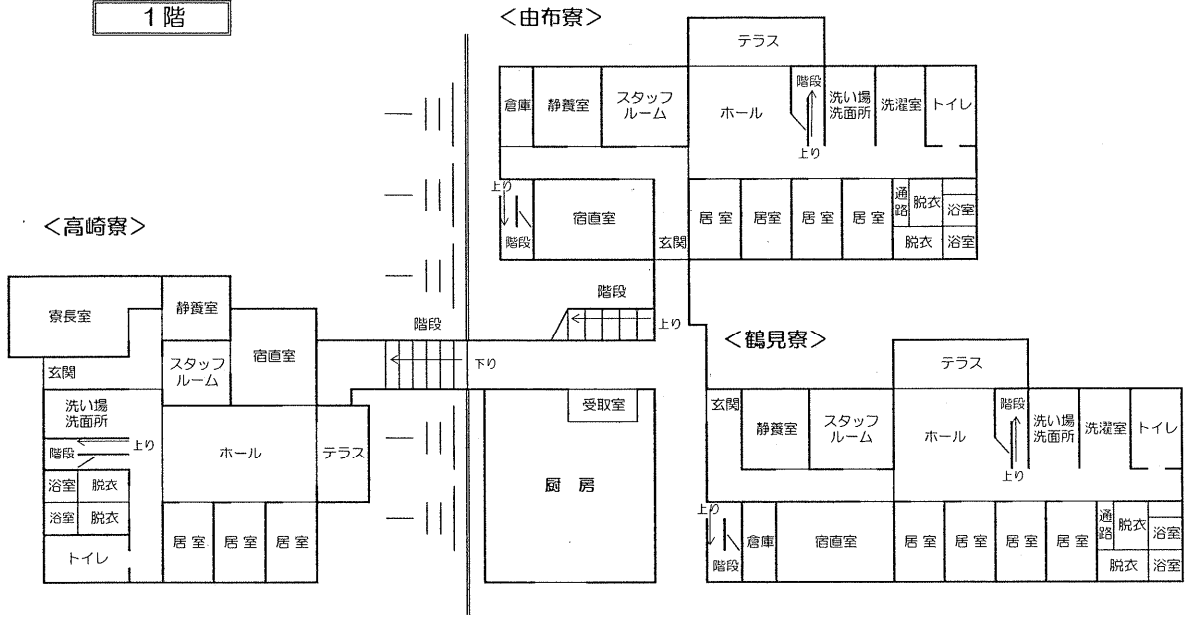 1階
<由布寮>
テラス
倉庫
静養室
スタッフ
ルーム
ホール
階段
上り
洗い場
洗面所
洗濯室
トイレ
上り
階段
宿直室
玄関
居室
居室
居室
居室
通路
脱衣
浴室
脱衣
浴室
階段
上り
<高崎寮>
寮長室
静養室
スタッフ
ルーム
宿直室
玄関
洗い場
洗面所
上り
階段
ホール
テラス
浴室
脱衣
浴室
脱衣
トイレ
居室
居室
居室
階段
下り
受取室
厨房
<鶴見寮>
テラス
玄関
静養室
スタッフ
ルーム
ホール
階段
上り
洗い場
洗面所
洗濯室
トイレ
上り
階段
倉庫
宿直室
居室
居室
居室
居室
通路
脱衣
浴室
脱衣
浴室